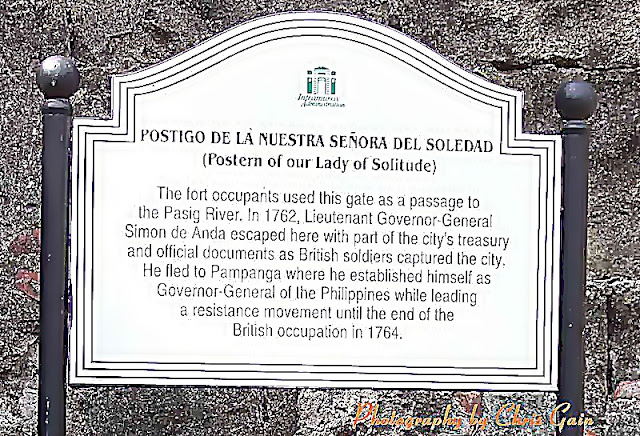 Intramuros
Administration
POSTIGO DE LA NUESTRA SEÑORA DEL SOLEDAD
(Postern of our Lady of Solitude)
The fort occupants used this gate as a passage to
the Pasig River. In 1762, Lieutenant Governor-General
Simon de Anda escaped here with part of the city's treasury
and official documents as British soldiers captured the city.
He fled to Pampanga where he established himself as
Governor-General of the Philippines while leading
a resistance movement until the end of the
British occupation in 1764.
Photography by Chris Gain